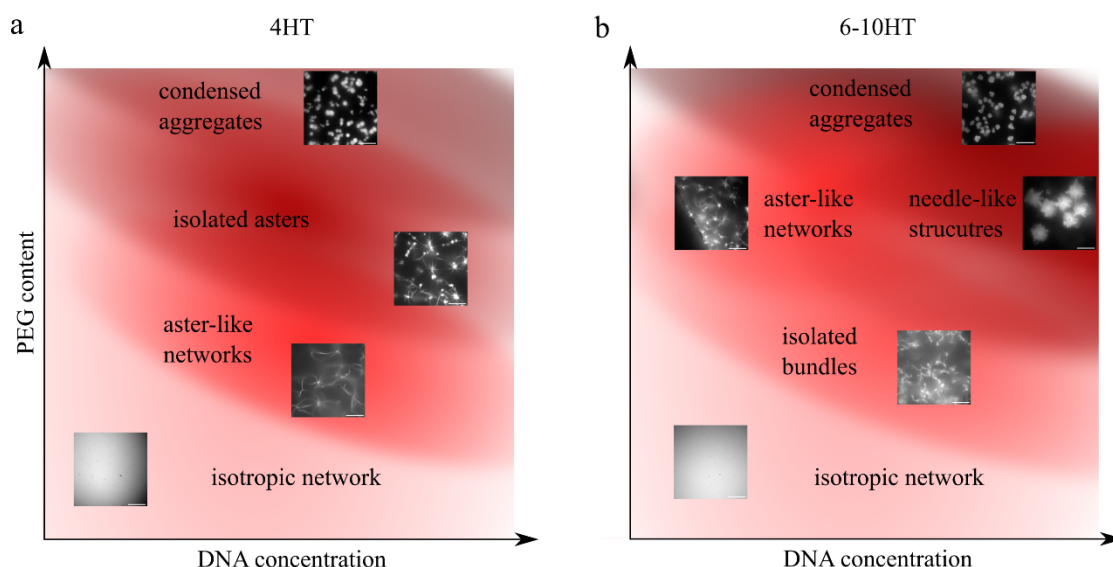 a
4HT
PEG content
condensed
aggregates
isolated asters
aster-like
networks
isotropic network
DNA concentration
b
6-10HT
condensed
aggregates
aster-like
networks
needle-like
strucutres
isolated
bundles
isotropic network
DNA concentration